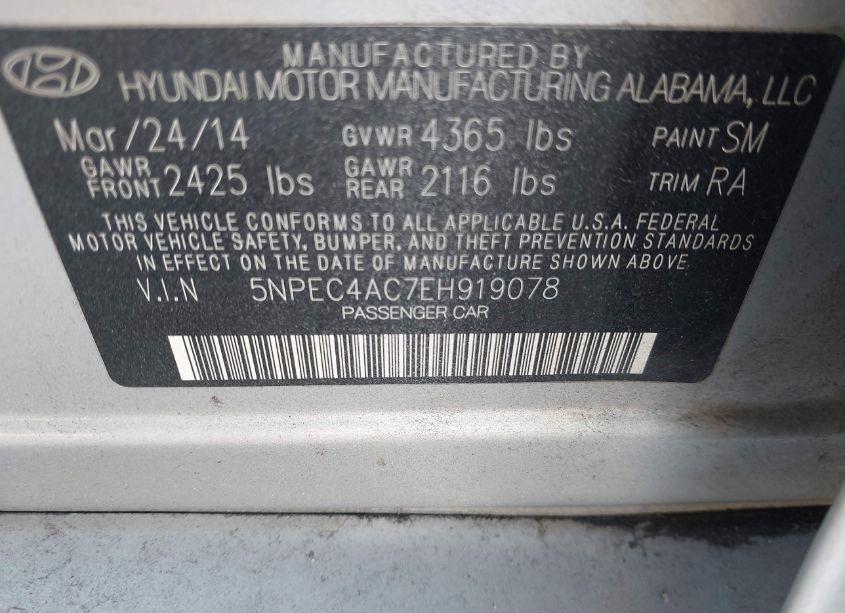 MANUFACTURED BY
HYUNDAI MOTOR MANUFACTURING ALABAMA, LLC
Mar/24/14 GVWR 4365 lbs PAINT SM
GAWR FRONT 2425 lbs GAWR REAR 2116 lbs TRIM RA
THIS VEHICLE CONFORMS TO ALL APPLICABLE U.S.A. FEDERAL
MOTOR VEHICLE SAFETY, BUMPER, AND THEFT PREVENTION STANDARDS
IN EFFECT ON THE DATE OF MANUFACTURE SHOWN ABOVE.
V.I.N 5NPEC4AC7EH919078
PASSENGER CAR